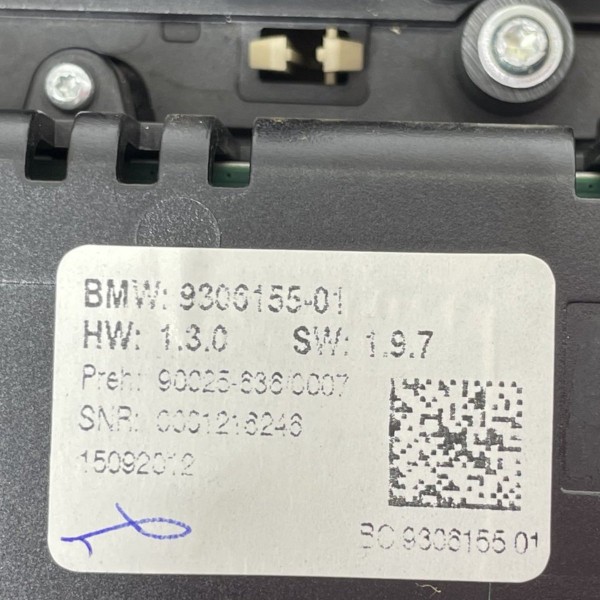 BMW: 9306155-01
HW: 1.3.0 SW: 1.9.7
Preh: 90025-636/0007
SNR: 0001216246
15092012
BC 9306155 01